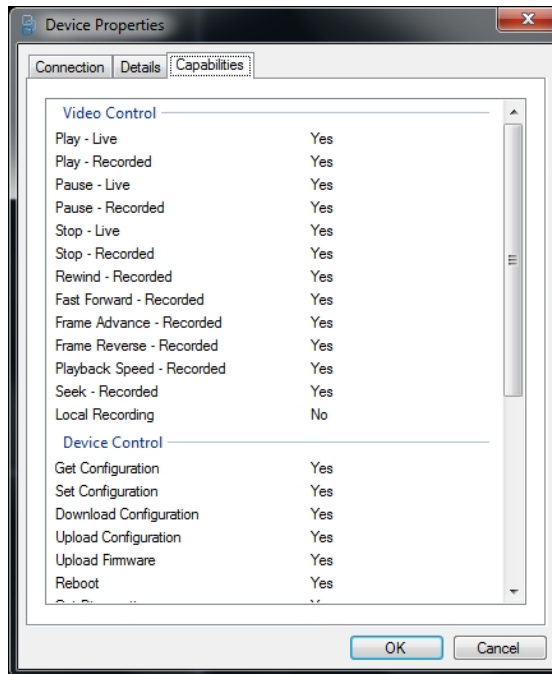 Device Properties
Connection Details Capabilities
Video Control
Play - Live Yes
Play - Recorded Yes
Pause - Live Yes
Pause - Recorded Yes
Stop - Live Yes
Stop - Recorded Yes
Rewind - Recorded Yes
Fast Forward - Recorded Yes
Frame Advance - Recorded Yes
Frame Reverse - Recorded Yes
Playback Speed - Recorded Yes
Seek - Recorded Yes
Local Recording No
Device Control
Get Configuration Yes
Set Configuration Yes
Download Configuration Yes
Upload Configuration Yes
Upload Firmware Yes
Reboot Yes
OK Cancel